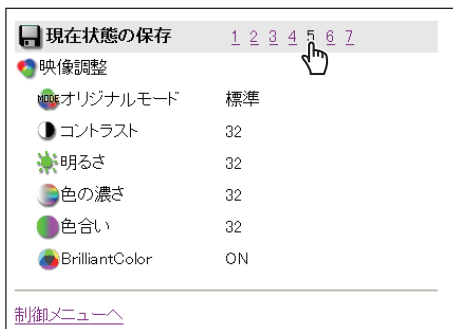 現在状態の保存 1 2 3 4 5 6 7
映像調整
MODE オリジナルモード 標準
コントラスト 32
明るさ 32
色の濃さ 32
色合い 32
BrilliantColor ON
制御メニューへ